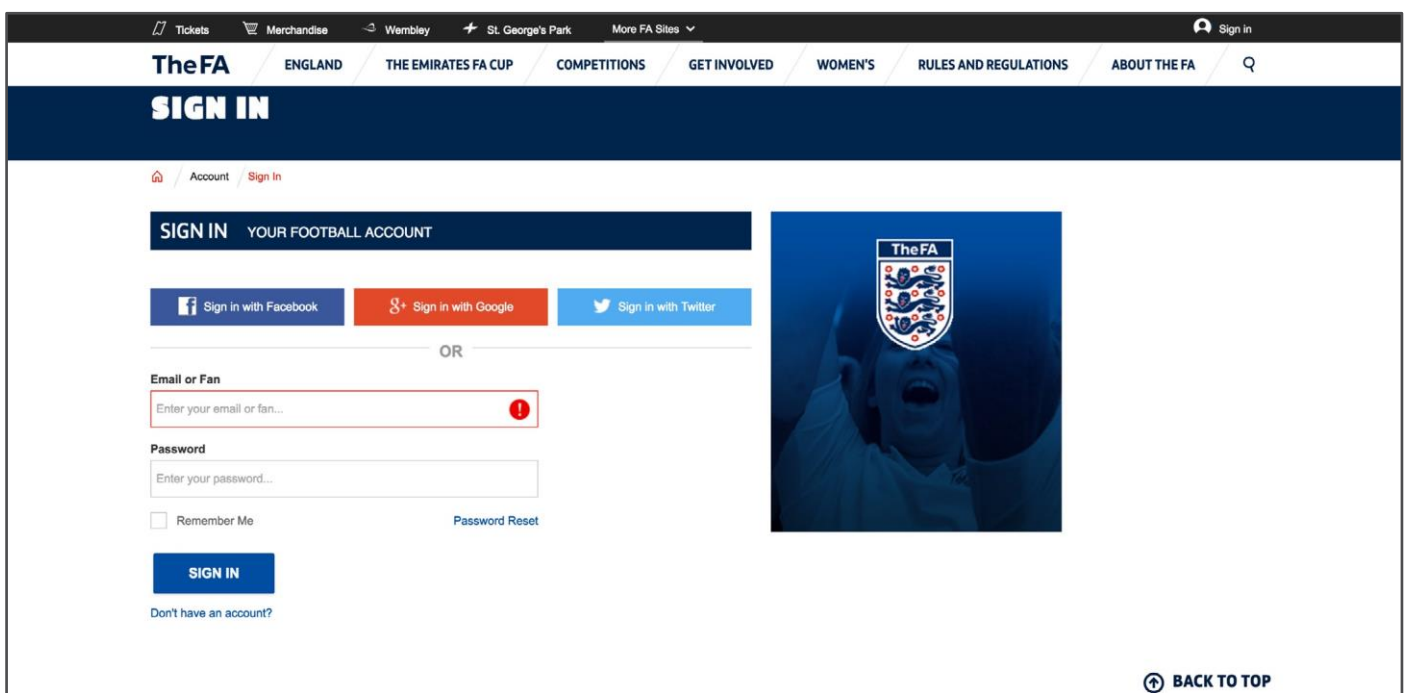 Tickets Merchandise Wembley St. George's Park More FA Sites Sign in
TheFA ENGLAND THE EMIRATES FA CUP COMPETITIONS GET INVOLVED WOMEN'S RULES AND REGULATIONS ABOUT THE FA
SIGN IN
Account Sign In
SIGN IN YOUR FOOTBALL ACCOUNT
TheFA
Sign in with Facebook g+ Sign in with Google Sign in with Twitter
OR
Email or Fan
Enter your email or fan...
Password
Enter your password...
Remember Me Password Reset
SIGN IN
Don't have an account?
BACK TO TOP